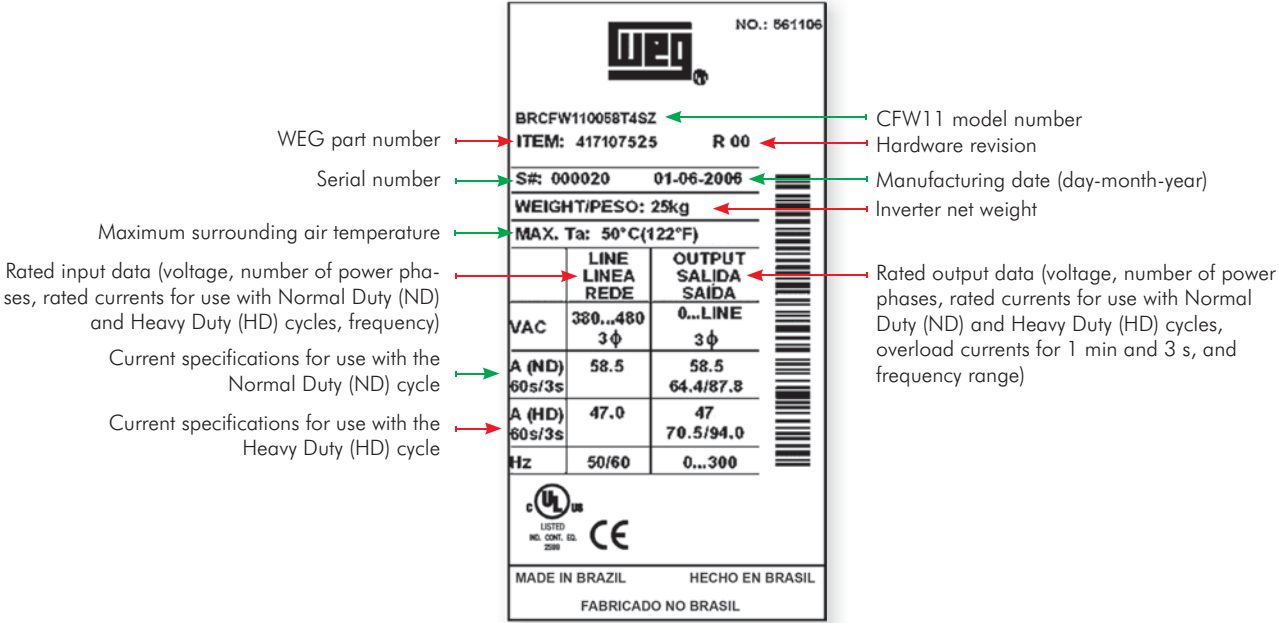 WEG
NO.: 561106
BRCFW110058T4SZ
CFW11 model number
WEG part number
ITEM: 417107525 R 00
Hardware revision
Serial number
S#: 000020 01-06-2006
Manufacturing date (day-month-year)
WEIGHT/PESO: 25kg
Inverter net weight
Maximum surrounding air temperature
MAX. Ta: 50°C(122°F)
Rated input data (voltage, number of power pha-
ses, rated currents for use with Normal Duty (ND)
and Heavy Duty (HD) cycles, frequency)
LINE OUTPUT
LINEA SALIDA
REDE SAÍDA
Rated output data (voltage, number of power
phases, rated currents for use with Normal
Duty (ND) and Heavy Duty (HD) cycles,
overload currents for 1 min and 3 s, and
frequency range)
VAC 380...480 0...LINE
3ϕ 3ϕ
Current specifications for use with the
Normal Duty (ND) cycle
A (ND) 58.5 58.5
60s/3s 64.4/87.8
Current specifications for use with the
Heavy Duty (HD) cycle
A (HD) 47.0 47
60s/3s 70.5/94.0
Hz 50/60 0...300
C UL US
LISTED
IND. CONT. EQ.
2599
CE
MADE IN BRAZIL HECHO EN BRASIL
FABRICADO NO BRASIL